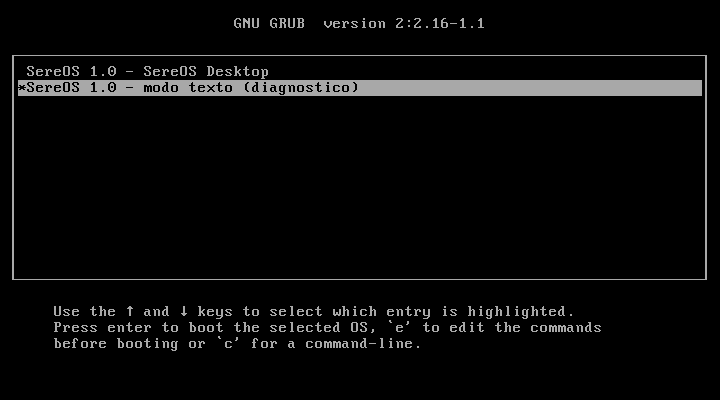 GNU GRUB  version 2:2.16-1.1
SereOS 1.0 - SereOS Desktop
*SereOS 1.0 - modo texto (diagnostico)
Use the ↑ and ↓ keys to select which entry is highlighted.
Press enter to boot the selected OS, `e' to edit the commands
before booting or `c' for a command-line.